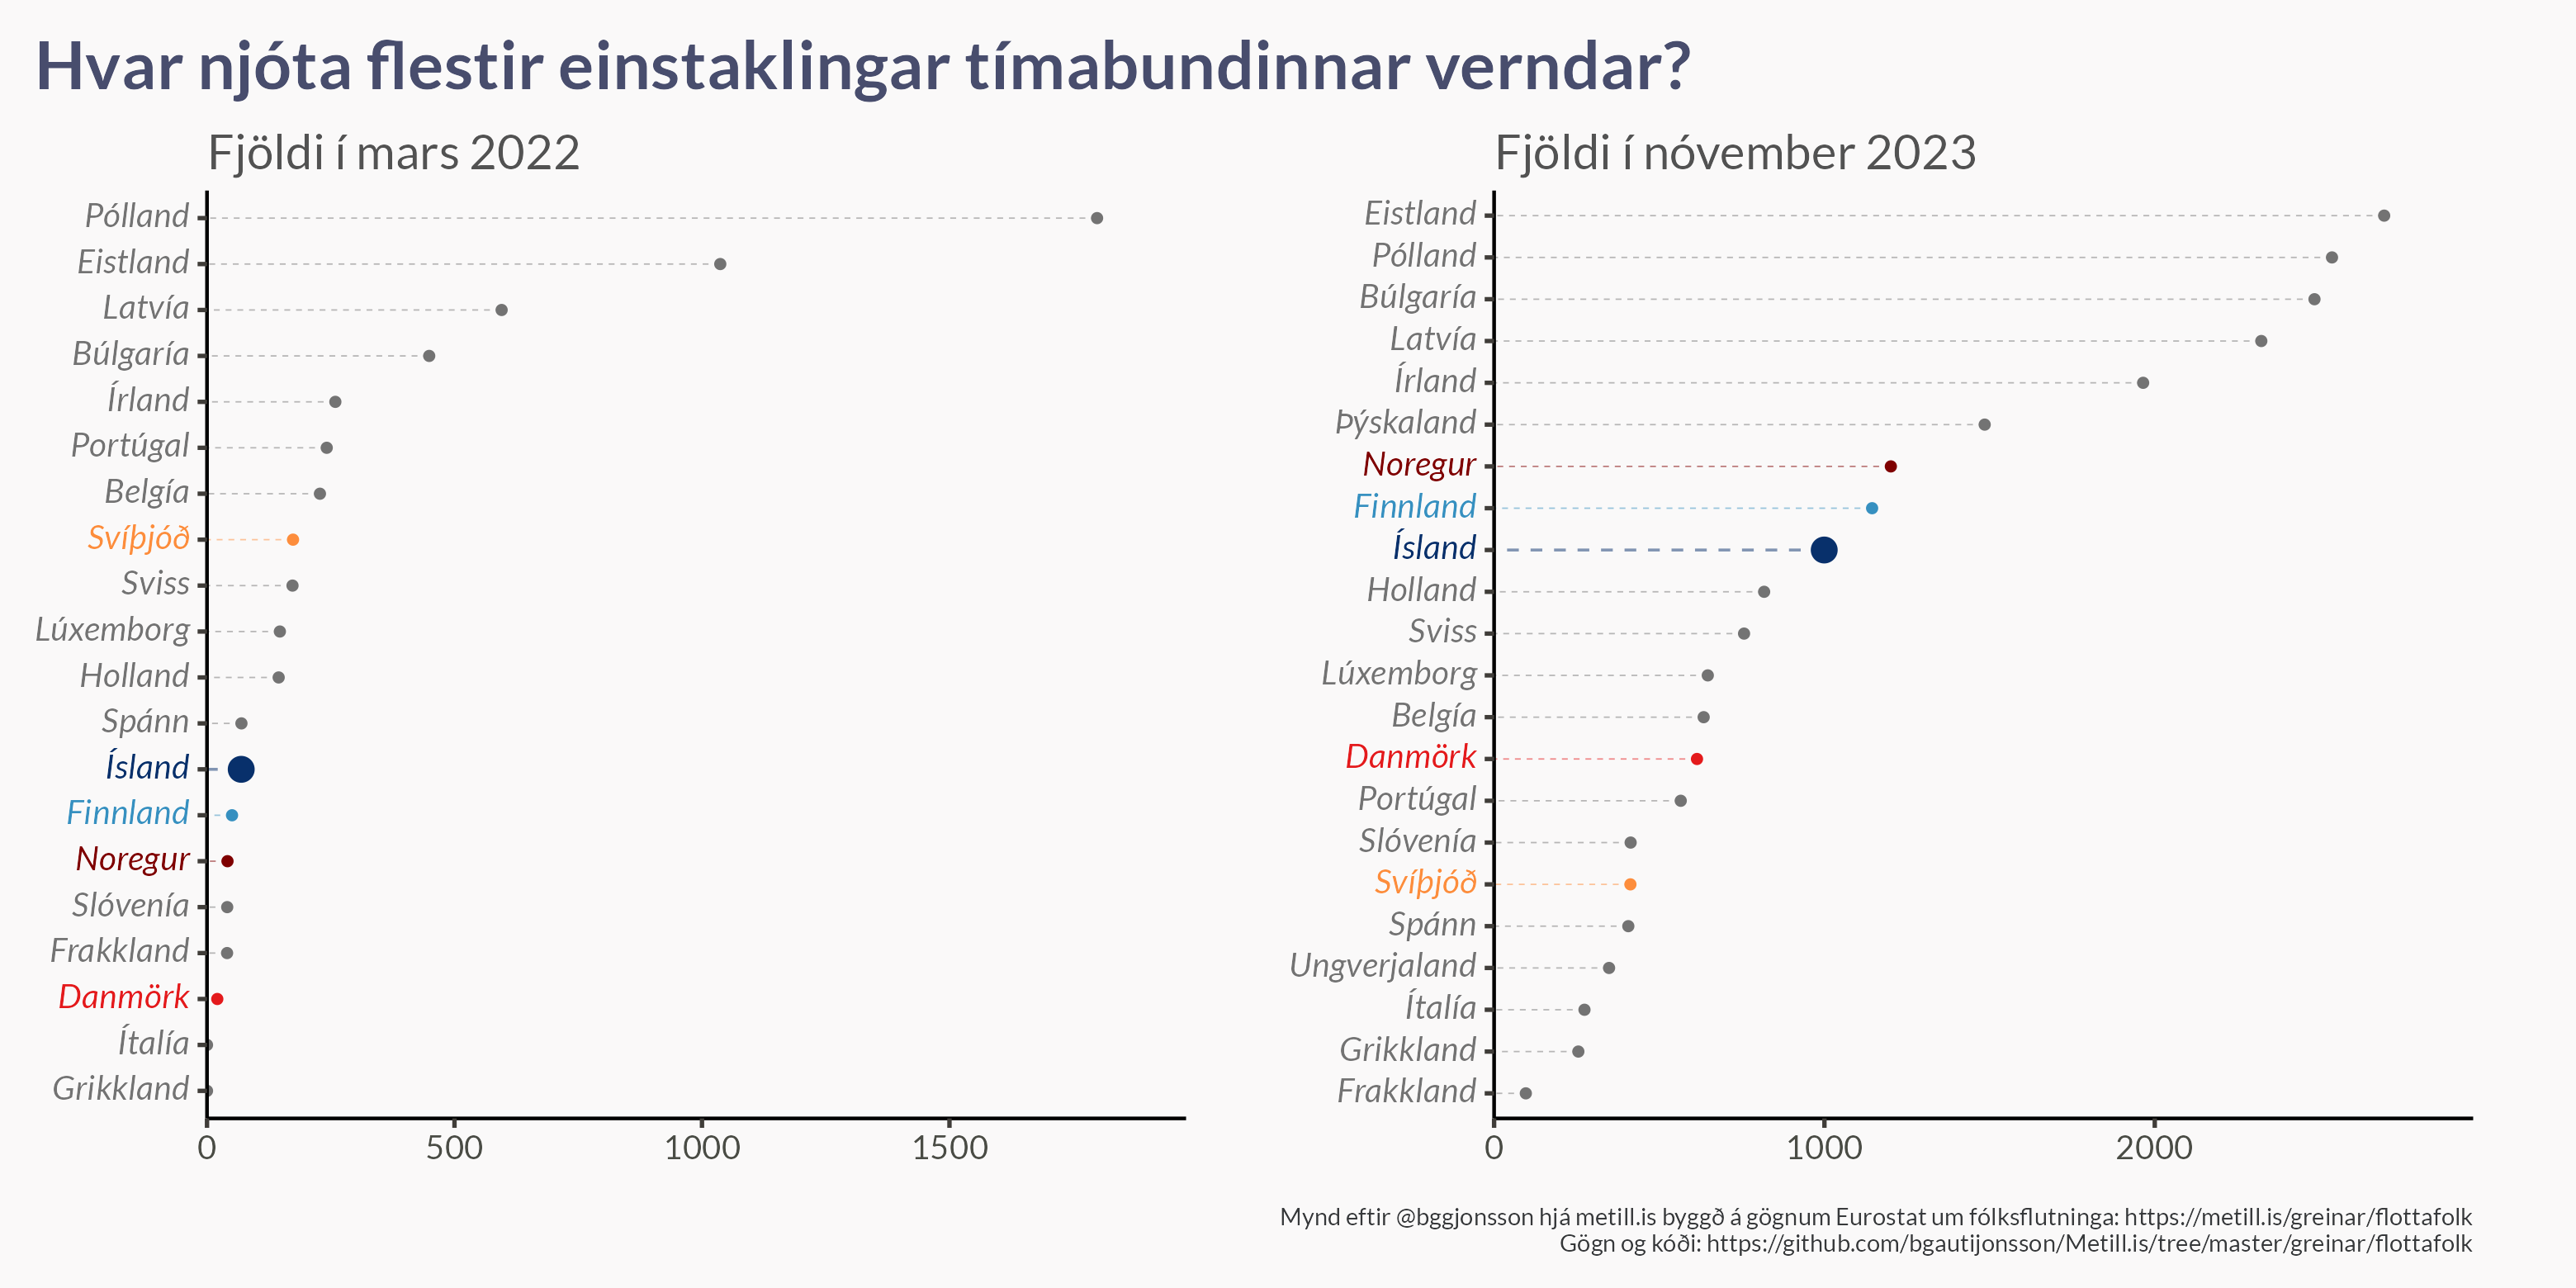 Hvar njóta flestir einstaklingar tímabundinnar verndar?
Fjöldi í mars 2022
Pólland
Eistland
Latvía
Búlgaría
Írland
Portúgal
Belgía
Svíþjóð
Sviss
Lúxemborg
Holland
Spánn
Ísland
Finnland
Noregur
Slóvenía
Frakkland
Danmörk
Ítalía
Grikkland
0 500 1000 1500
Fjöldi í nóvember 2023
Eistland
Pólland
Búlgaría
Latvía
Írland
Þýskaland
Noregur
Finnland
Ísland
Holland
Sviss
Lúxemborg
Belgía
Danmörk
Portúgal
Slóvenía
Svíþjóð
Spánn
Ungverjaland
Ítalía
Grikkland
Frakkland
0 1000 2000
Mynd eftir @bggjonsson hjá metill.is byggð á gögnum Eurostat um fólksflutninga: https://metill.is/greinar/flottafolk
Gögn og kóði: https://github.com/bgautijonsson/Metill.is/tree/master/greinar/flottafolk